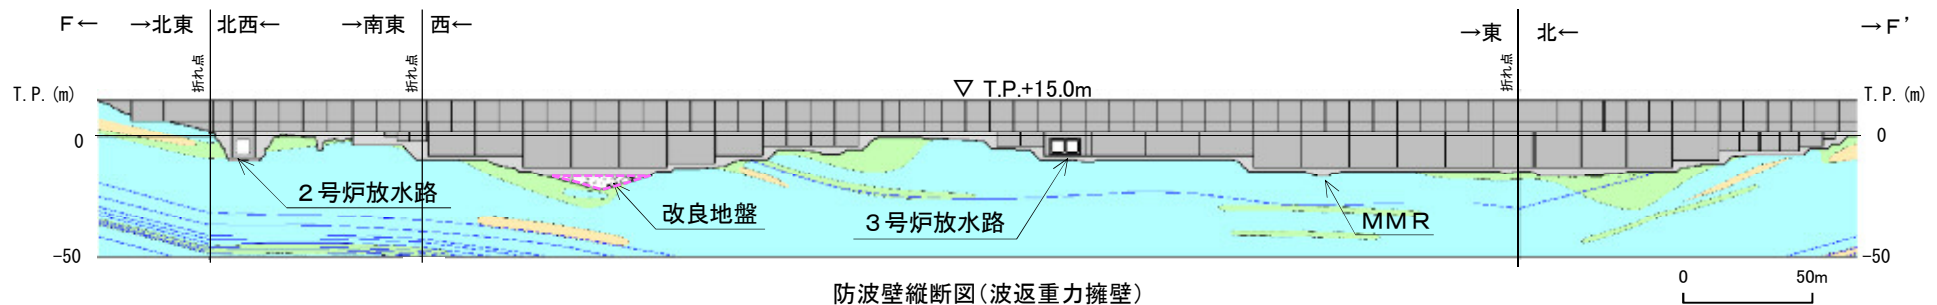 F← →北東 北西← →南東 西← →東 北← →F'
折れ点 折れ点 折れ点
T.P.(m) ▽ T.P.+15.0m T.P.(m)
0 0
2号炉放水路 改良地盤 3号炉放水路 MMR
-50 -50
0 50m
防波壁縦断図(波返重力擁壁)